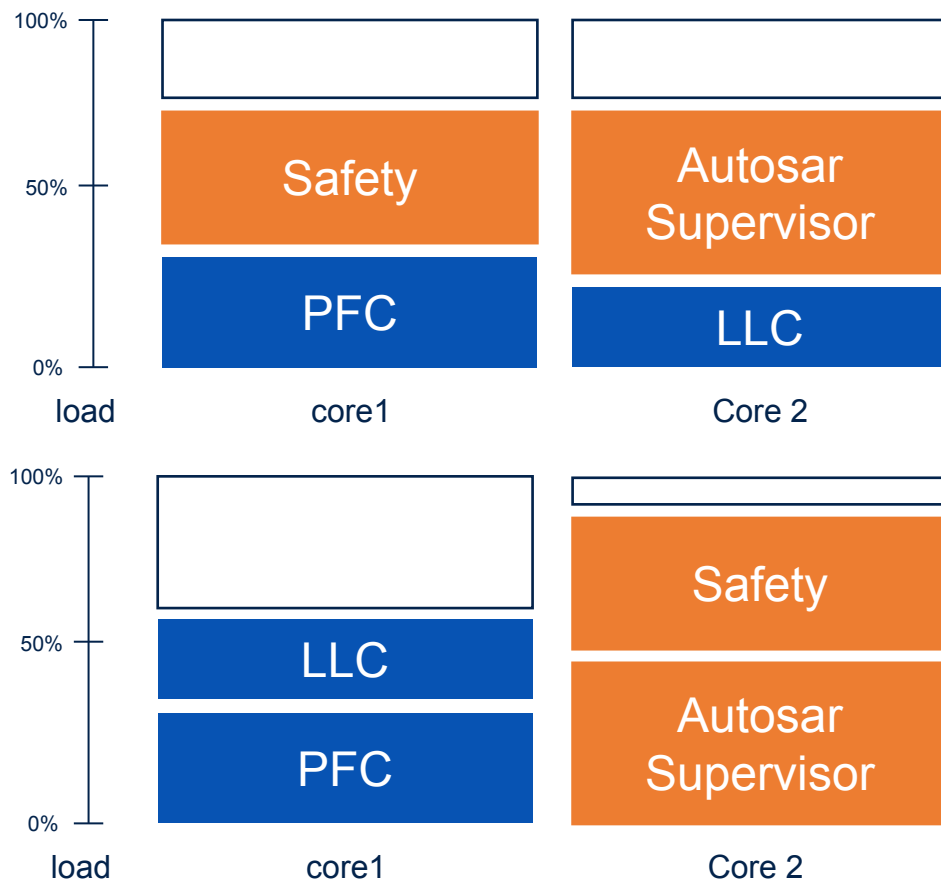 100%
Safety
Autosar
Supervisor
50%
PFC
LLC
0%
load
core1
Core 2
100%
Safety
LLC
50%
Autosar
Supervisor
PFC
0%
load
core1
Core 2